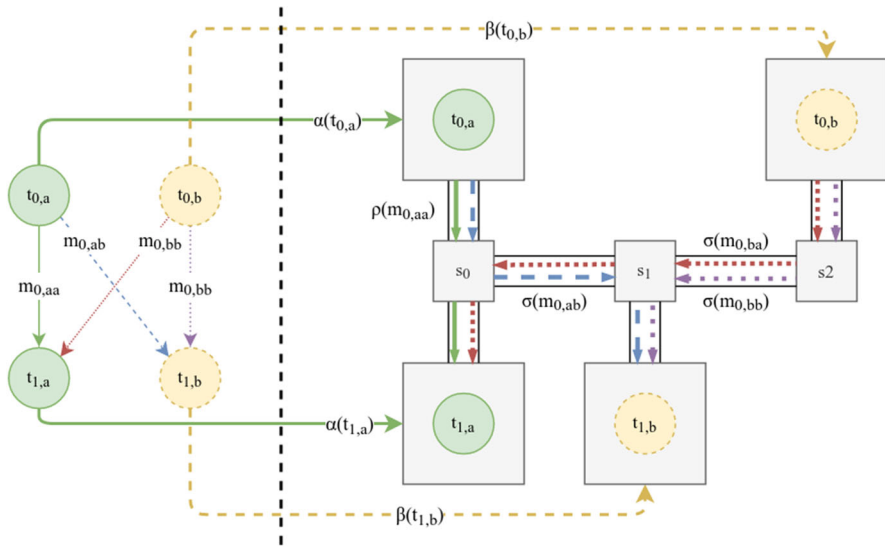 β(t0,b)
α(t0,a)
t0,a
t0,b
t0,a
t0,b
ρ(m0,aa)
m0,ab
m0,bb
m0,aa
m0,bb
s0
s1
s2
σ(m0,ba)
σ(m0,ab)
σ(m0,bb)
t1,a
t1,b
α(t1,a)
t1,a
t1,b
β(t1,b)